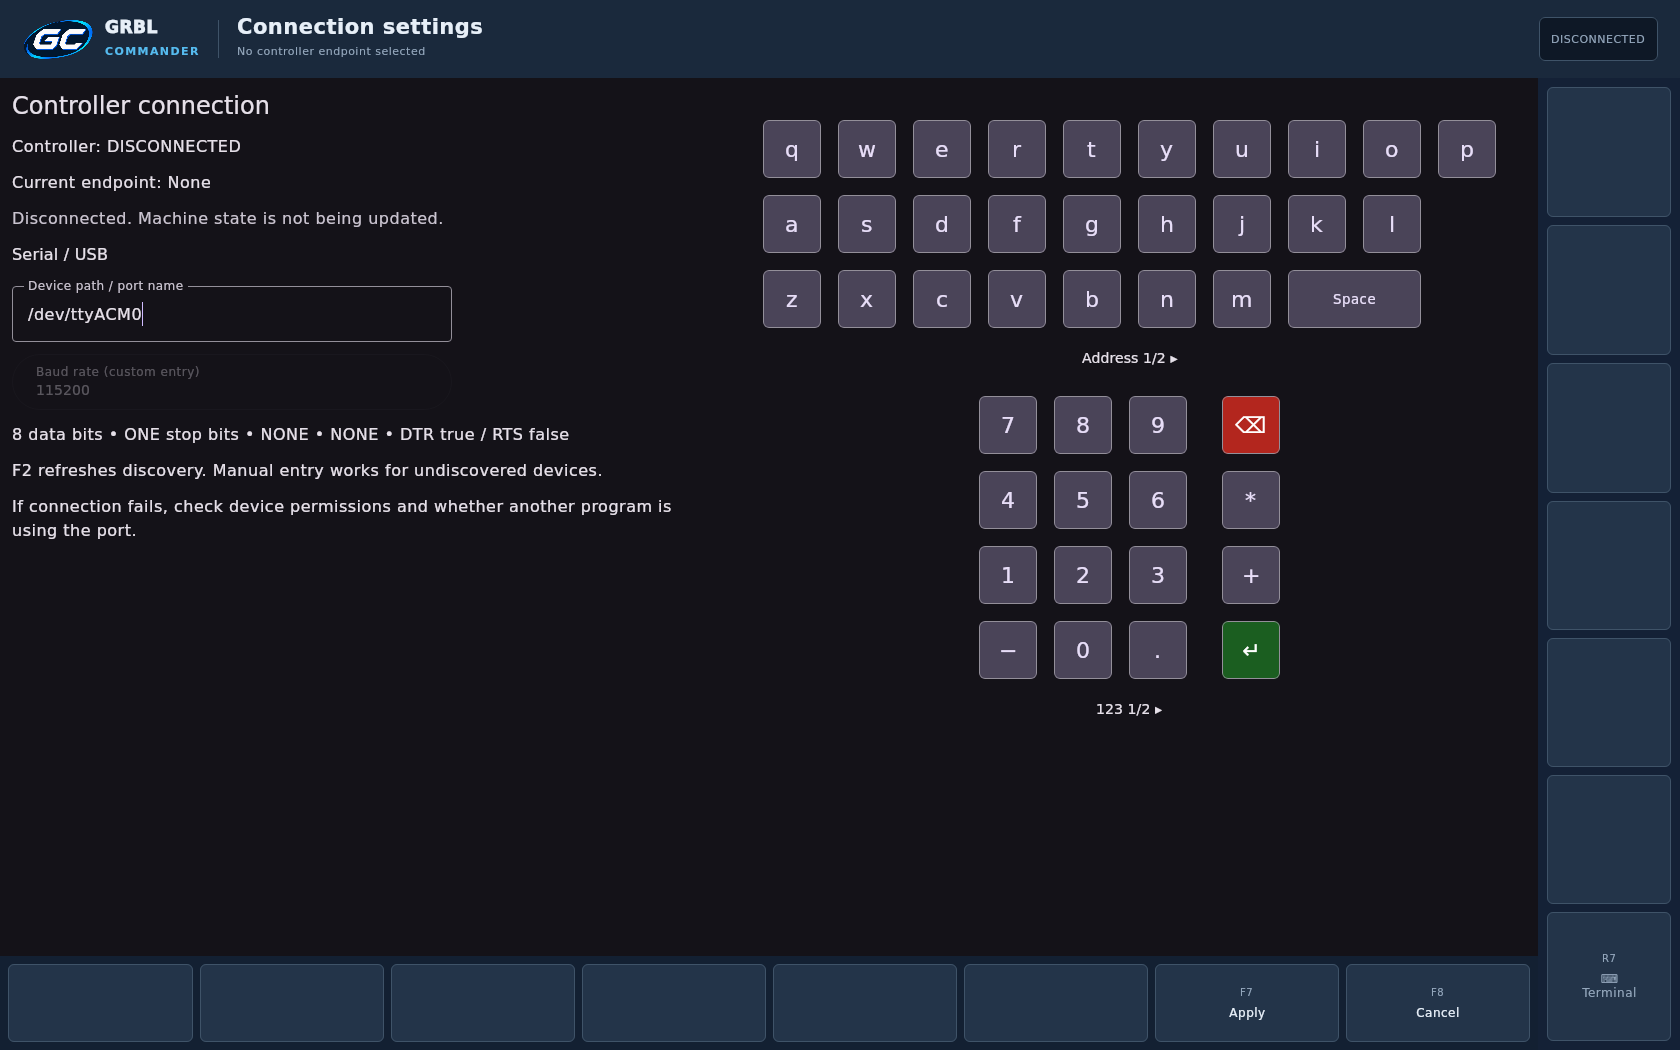 GC
GRBL
COMMANDER
Connection settings
No controller endpoint selected
DISCONNECTED
Controller connection
Controller: DISCONNECTED
Current endpoint: None
Disconnected. Machine state is not being updated.
Serial / USB
Device path / port name
/dev/ttyACM0
Baud rate (custom entry)
115200
8 data bits • ONE stop bits • NONE • NONE • DTR true / RTS false
F2 refreshes discovery. Manual entry works for undiscovered devices.
If connection fails, check device permissions and whether another program is
using the port.
q w e r t y u i o p
a s d f g h j k l
z x c v b n m Space
Address 1/2 ▸
7 8 9 ⌫
4 5 6 *
1 2 3 +
− 0 . ↵
123 1/2 ▸
F7
Apply
F8
Cancel
R7
⌨
Terminal